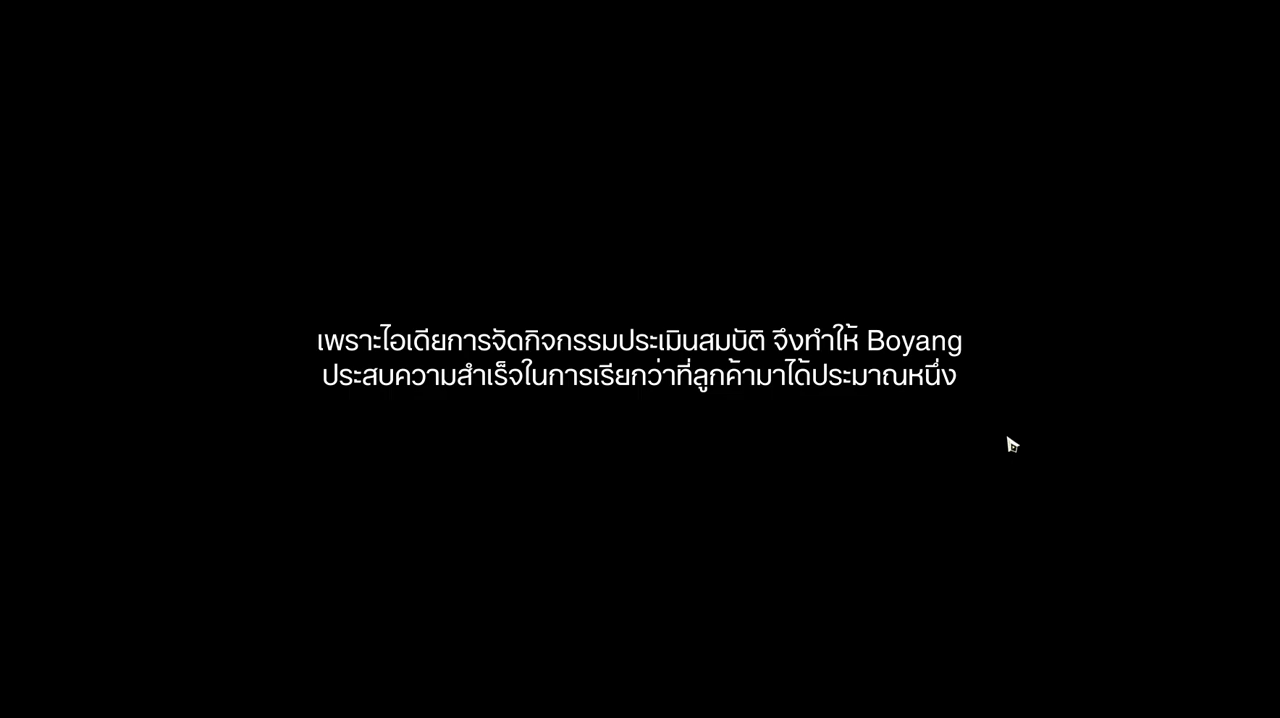 เพราะไอเดียการจัดกิจกรรมประเมินสมบัติ จึงทำให้ Boyang
ประสบความสำเร็จในการเรียกว่าที่ลูกค้ามาได้ประมาณหนึ่ง